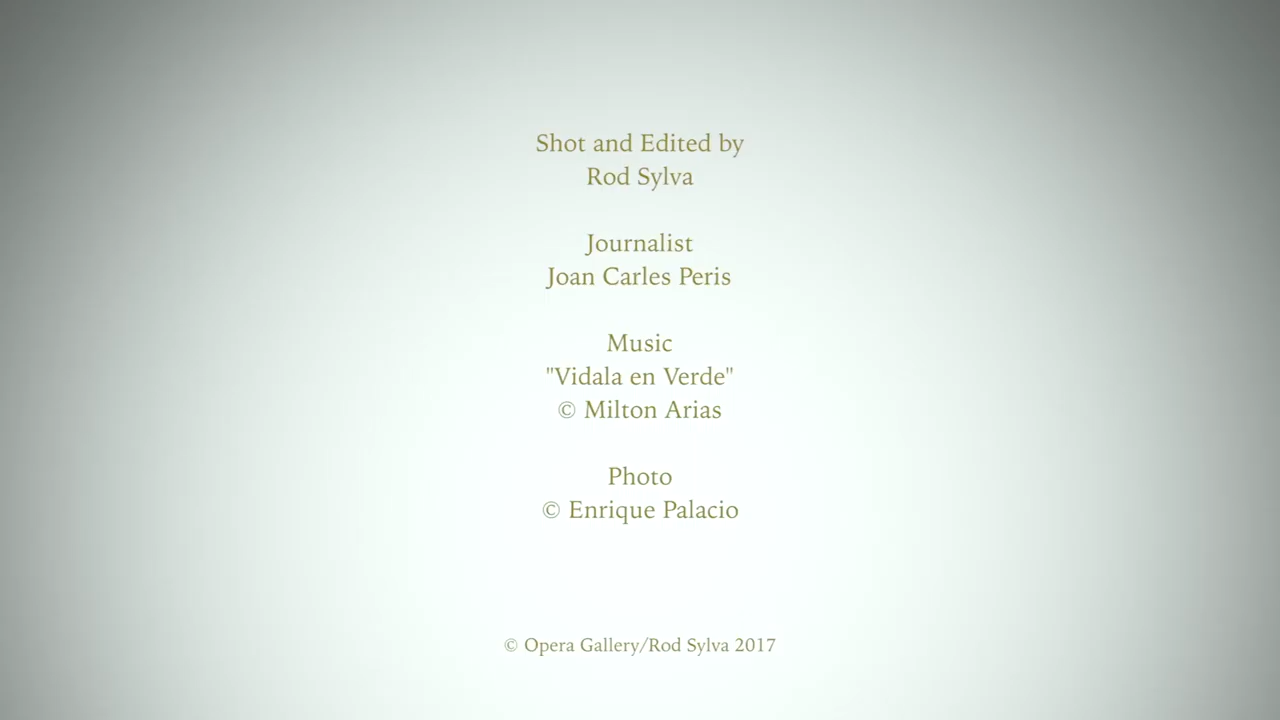 Shot and Edited by
Rod Sylva
Journalist
Joan Carles Peris
Music
"Vidala en Verde"
© Milton Arias
Photo
© Enrique Palacio
© Opera Gallery/Rod Sylva 2017